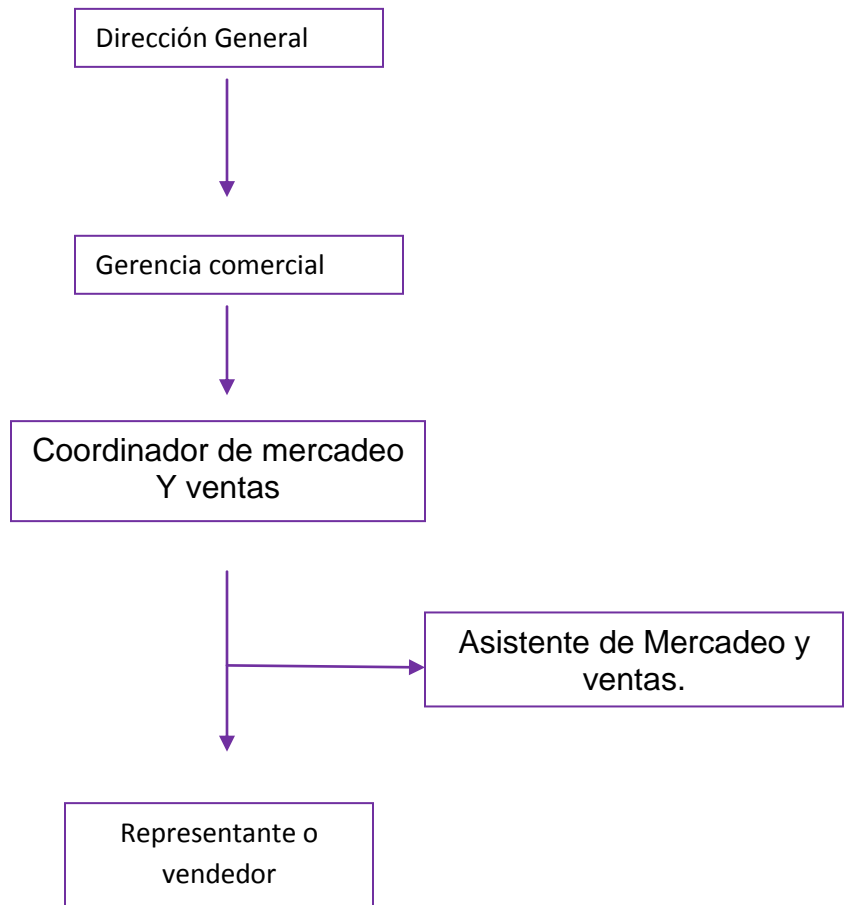 Dirección General
Gerencia comercial
Coordinador de mercadeo
Y ventas
Asistente de Mercadeo y
ventas.
Representante o
vendedor